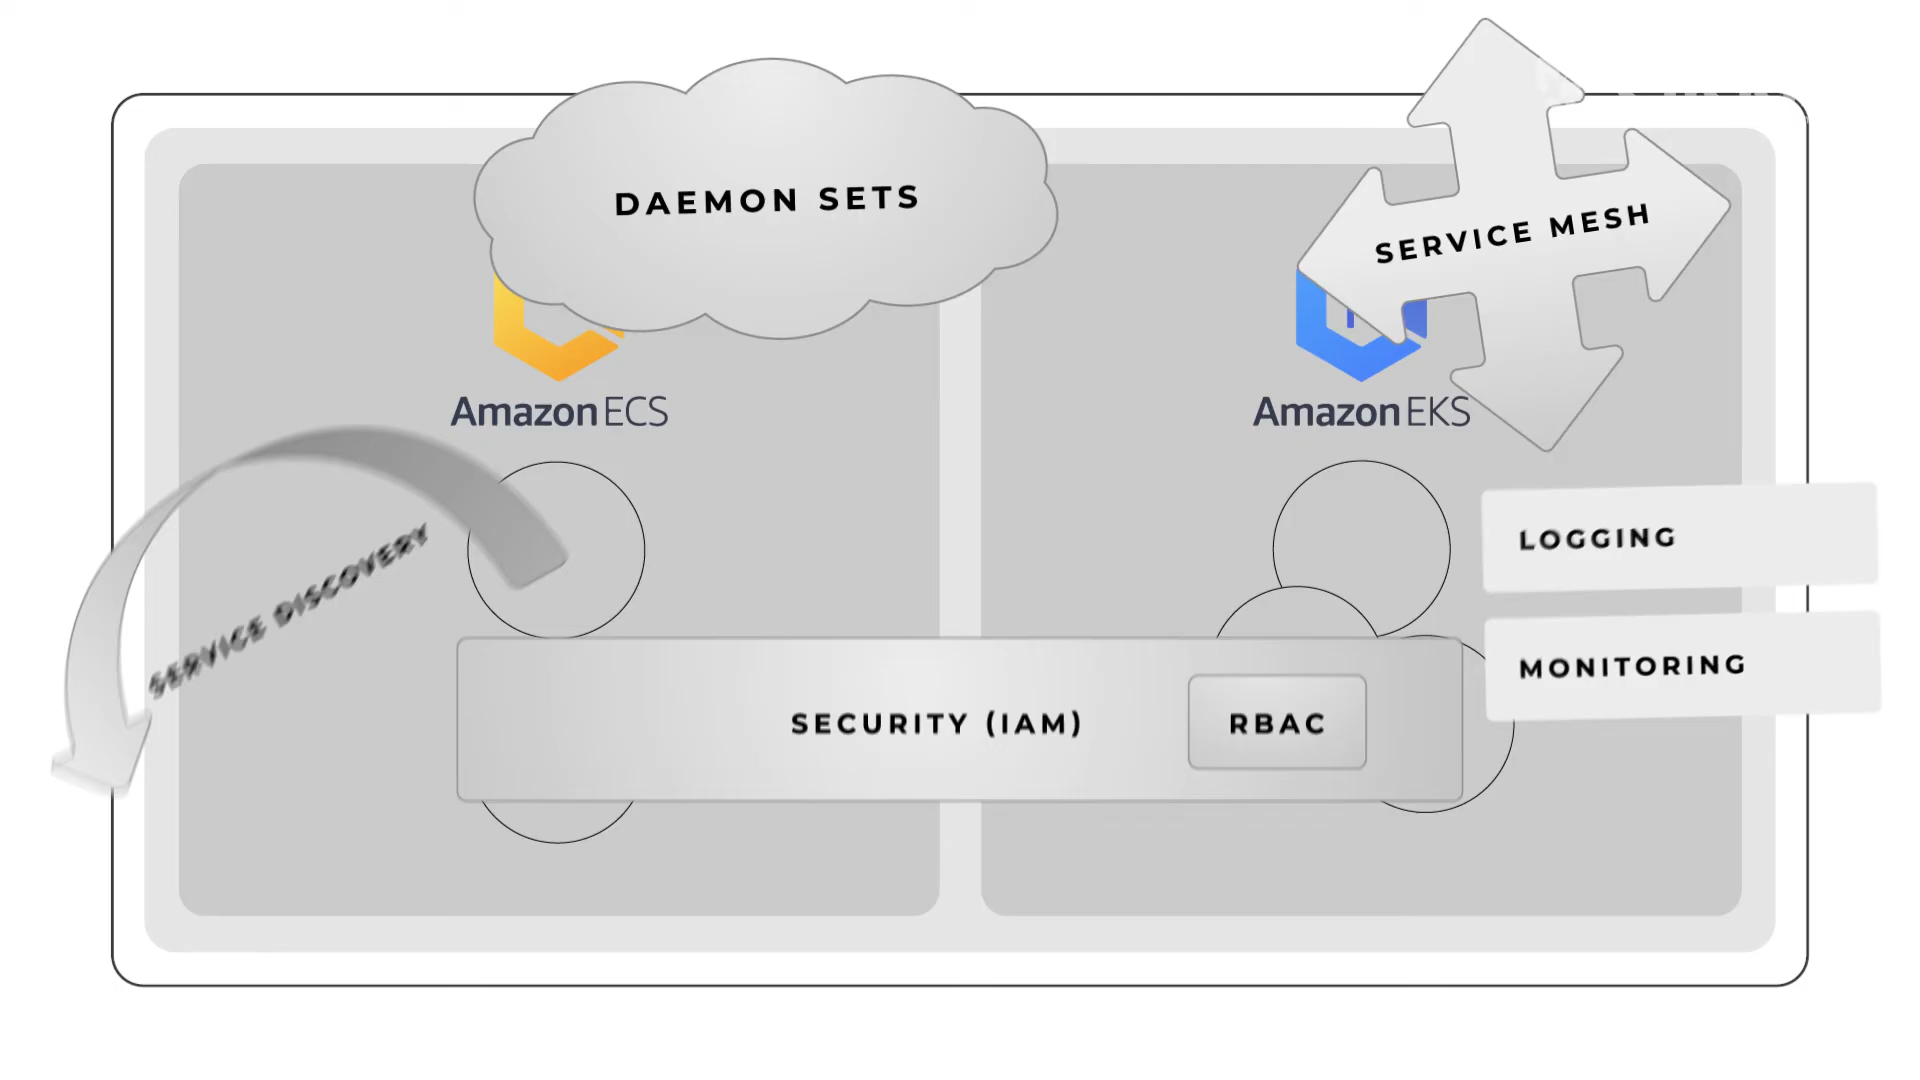 DAEMON SETS
SERVICE MESH
Amazon ECS
Amazon EKS
SERVICE DISCOVERY
LOGGING
MONITORING
SECURITY (IAM)
RBAC